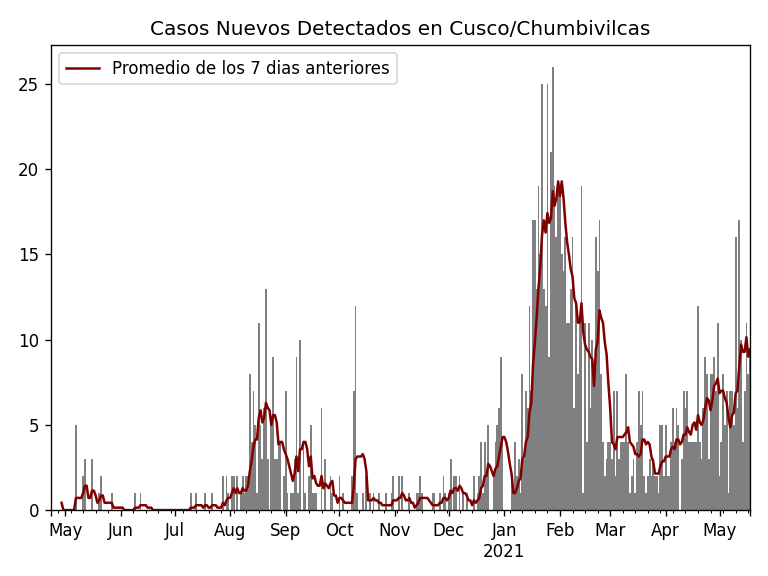 Casos Nuevos Detectados en Cusco/Chumbivilcas
Promedio de los 7 dias anteriores
25
20
15
10
5
0
May Jun Jul Aug Sep Oct Nov Dec Jan Feb Mar Apr May
2021